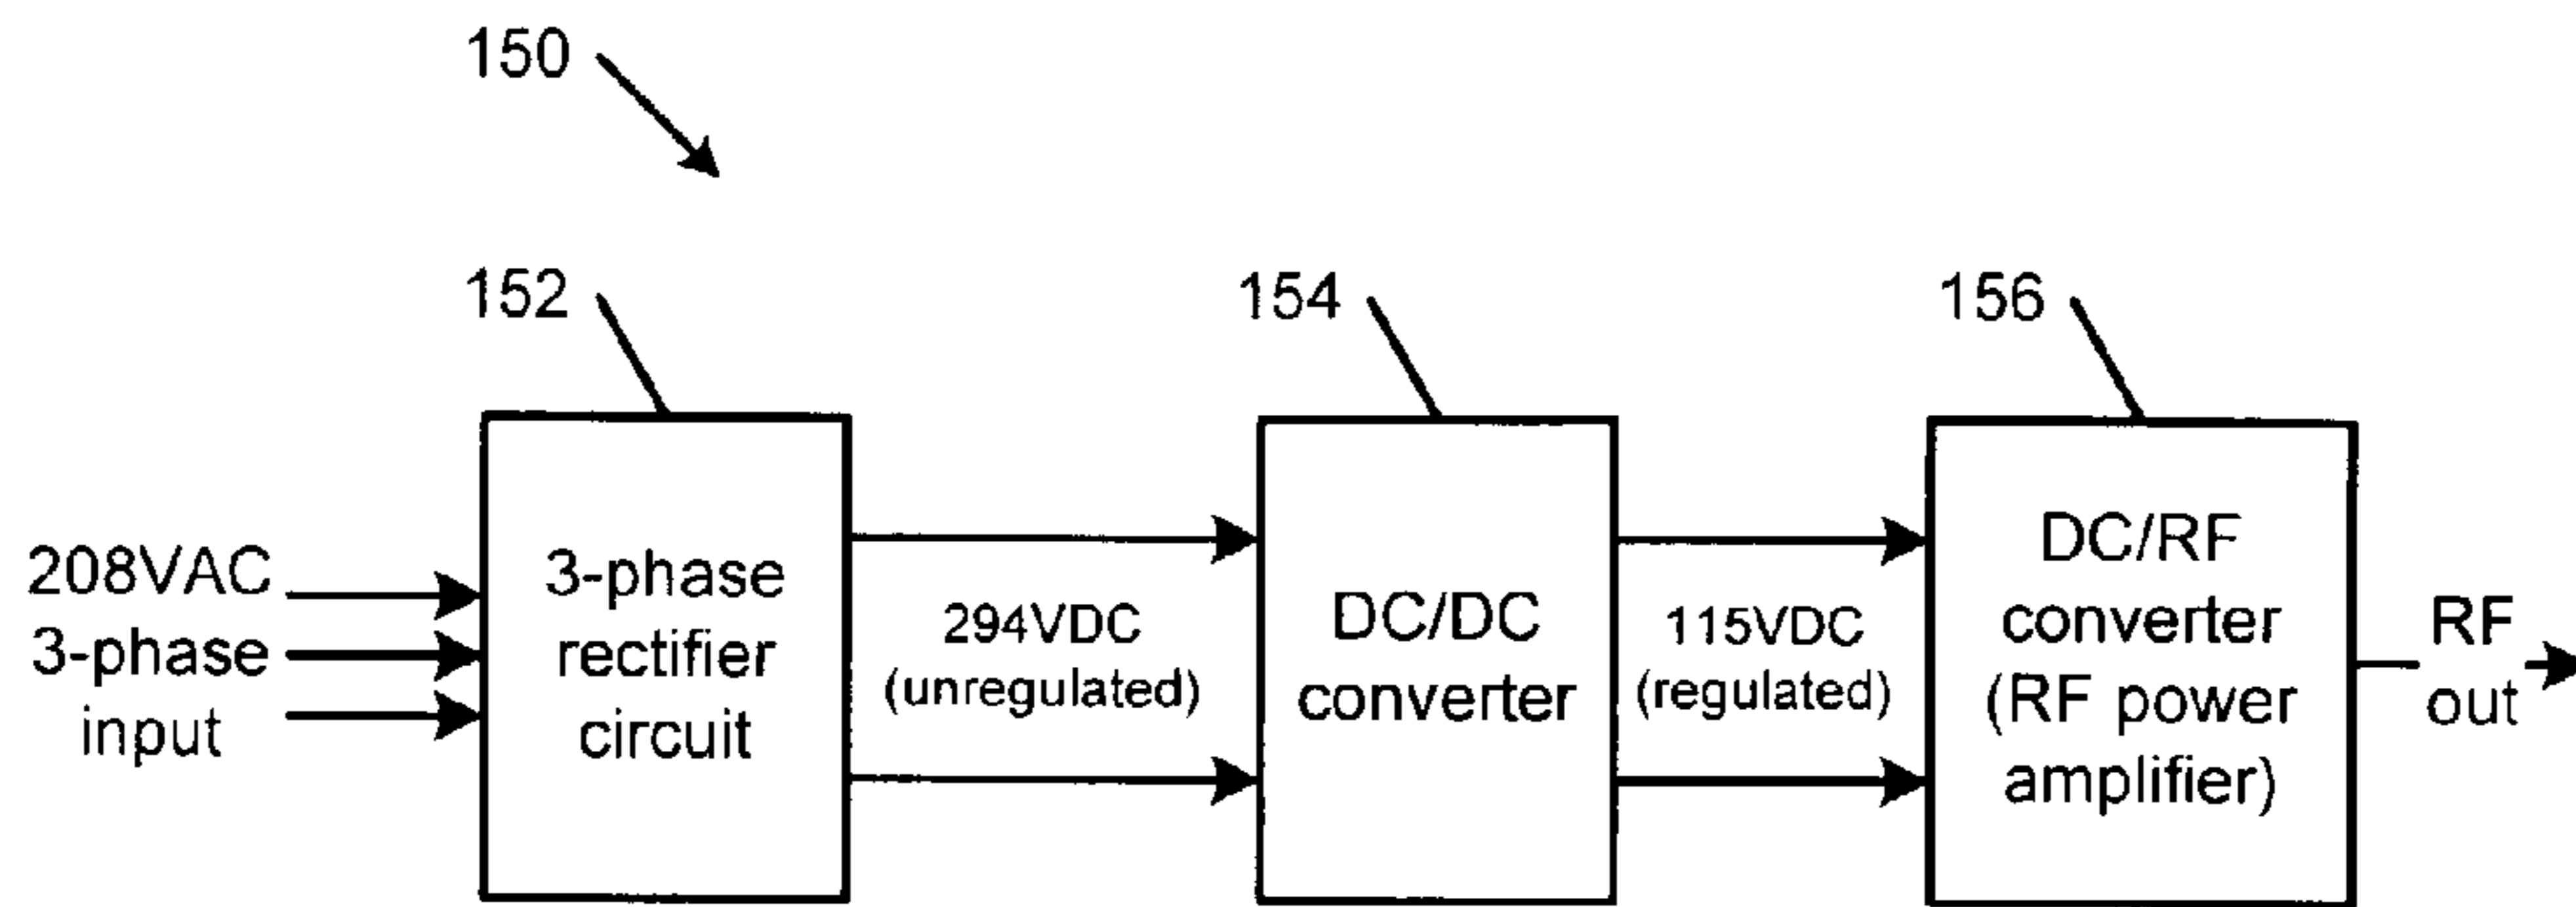 150
152
154
156
208VAC
3-phase
input
3-phase
rectifier
circuit
294VDC
(unregulated)
DC/DC
converter
115VDC
(regulated)
DC/RF
converter
(RF power
amplifier)
RF
out